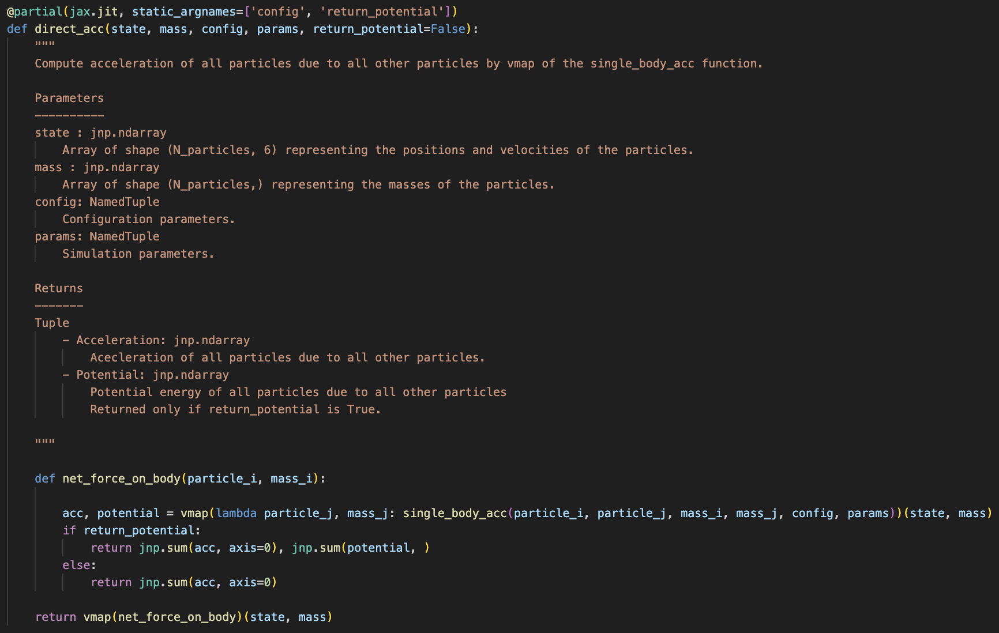 @partial(jax.jit, static_argnames=['config', 'return_potential'])
def direct_acc(state, mass, config, params, return_potential=False):
    """
    Compute acceleration of all particles due to all other particles by vmap of the single_body_acc function.

    Parameters
    ----------
    state : jnp.ndarray
        Array of shape (N_particles, 6) representing the positions and velocities of the particles.
    mass : jnp.ndarray
        Array of shape (N_particles,) representing the masses of the particles.
    config: NamedTuple
        Configuration parameters.
    params: NamedTuple
        Simulation parameters.

    Returns
    -------
    Tuple
        - Acceleration: jnp.ndarray
            Acecleration of all particles due to all other particles.
        - Potential: jnp.ndarray
            Potential energy of all particles due to all other particles
            Returned only if return_potential is True.

    """

    def net_force_on_body(particle_i, mass_i):

        acc, potential = vmap(lambda particle_j, mass_j: single_body_acc(particle_i, particle_j, mass_i, mass_j, config, params))(state, mass)
        if return_potential:
            return jnp.sum(acc, axis=0), jnp.sum(potential, )
        else:
            return jnp.sum(acc, axis=0)

    return vmap(net_force_on_body)(state, mass)